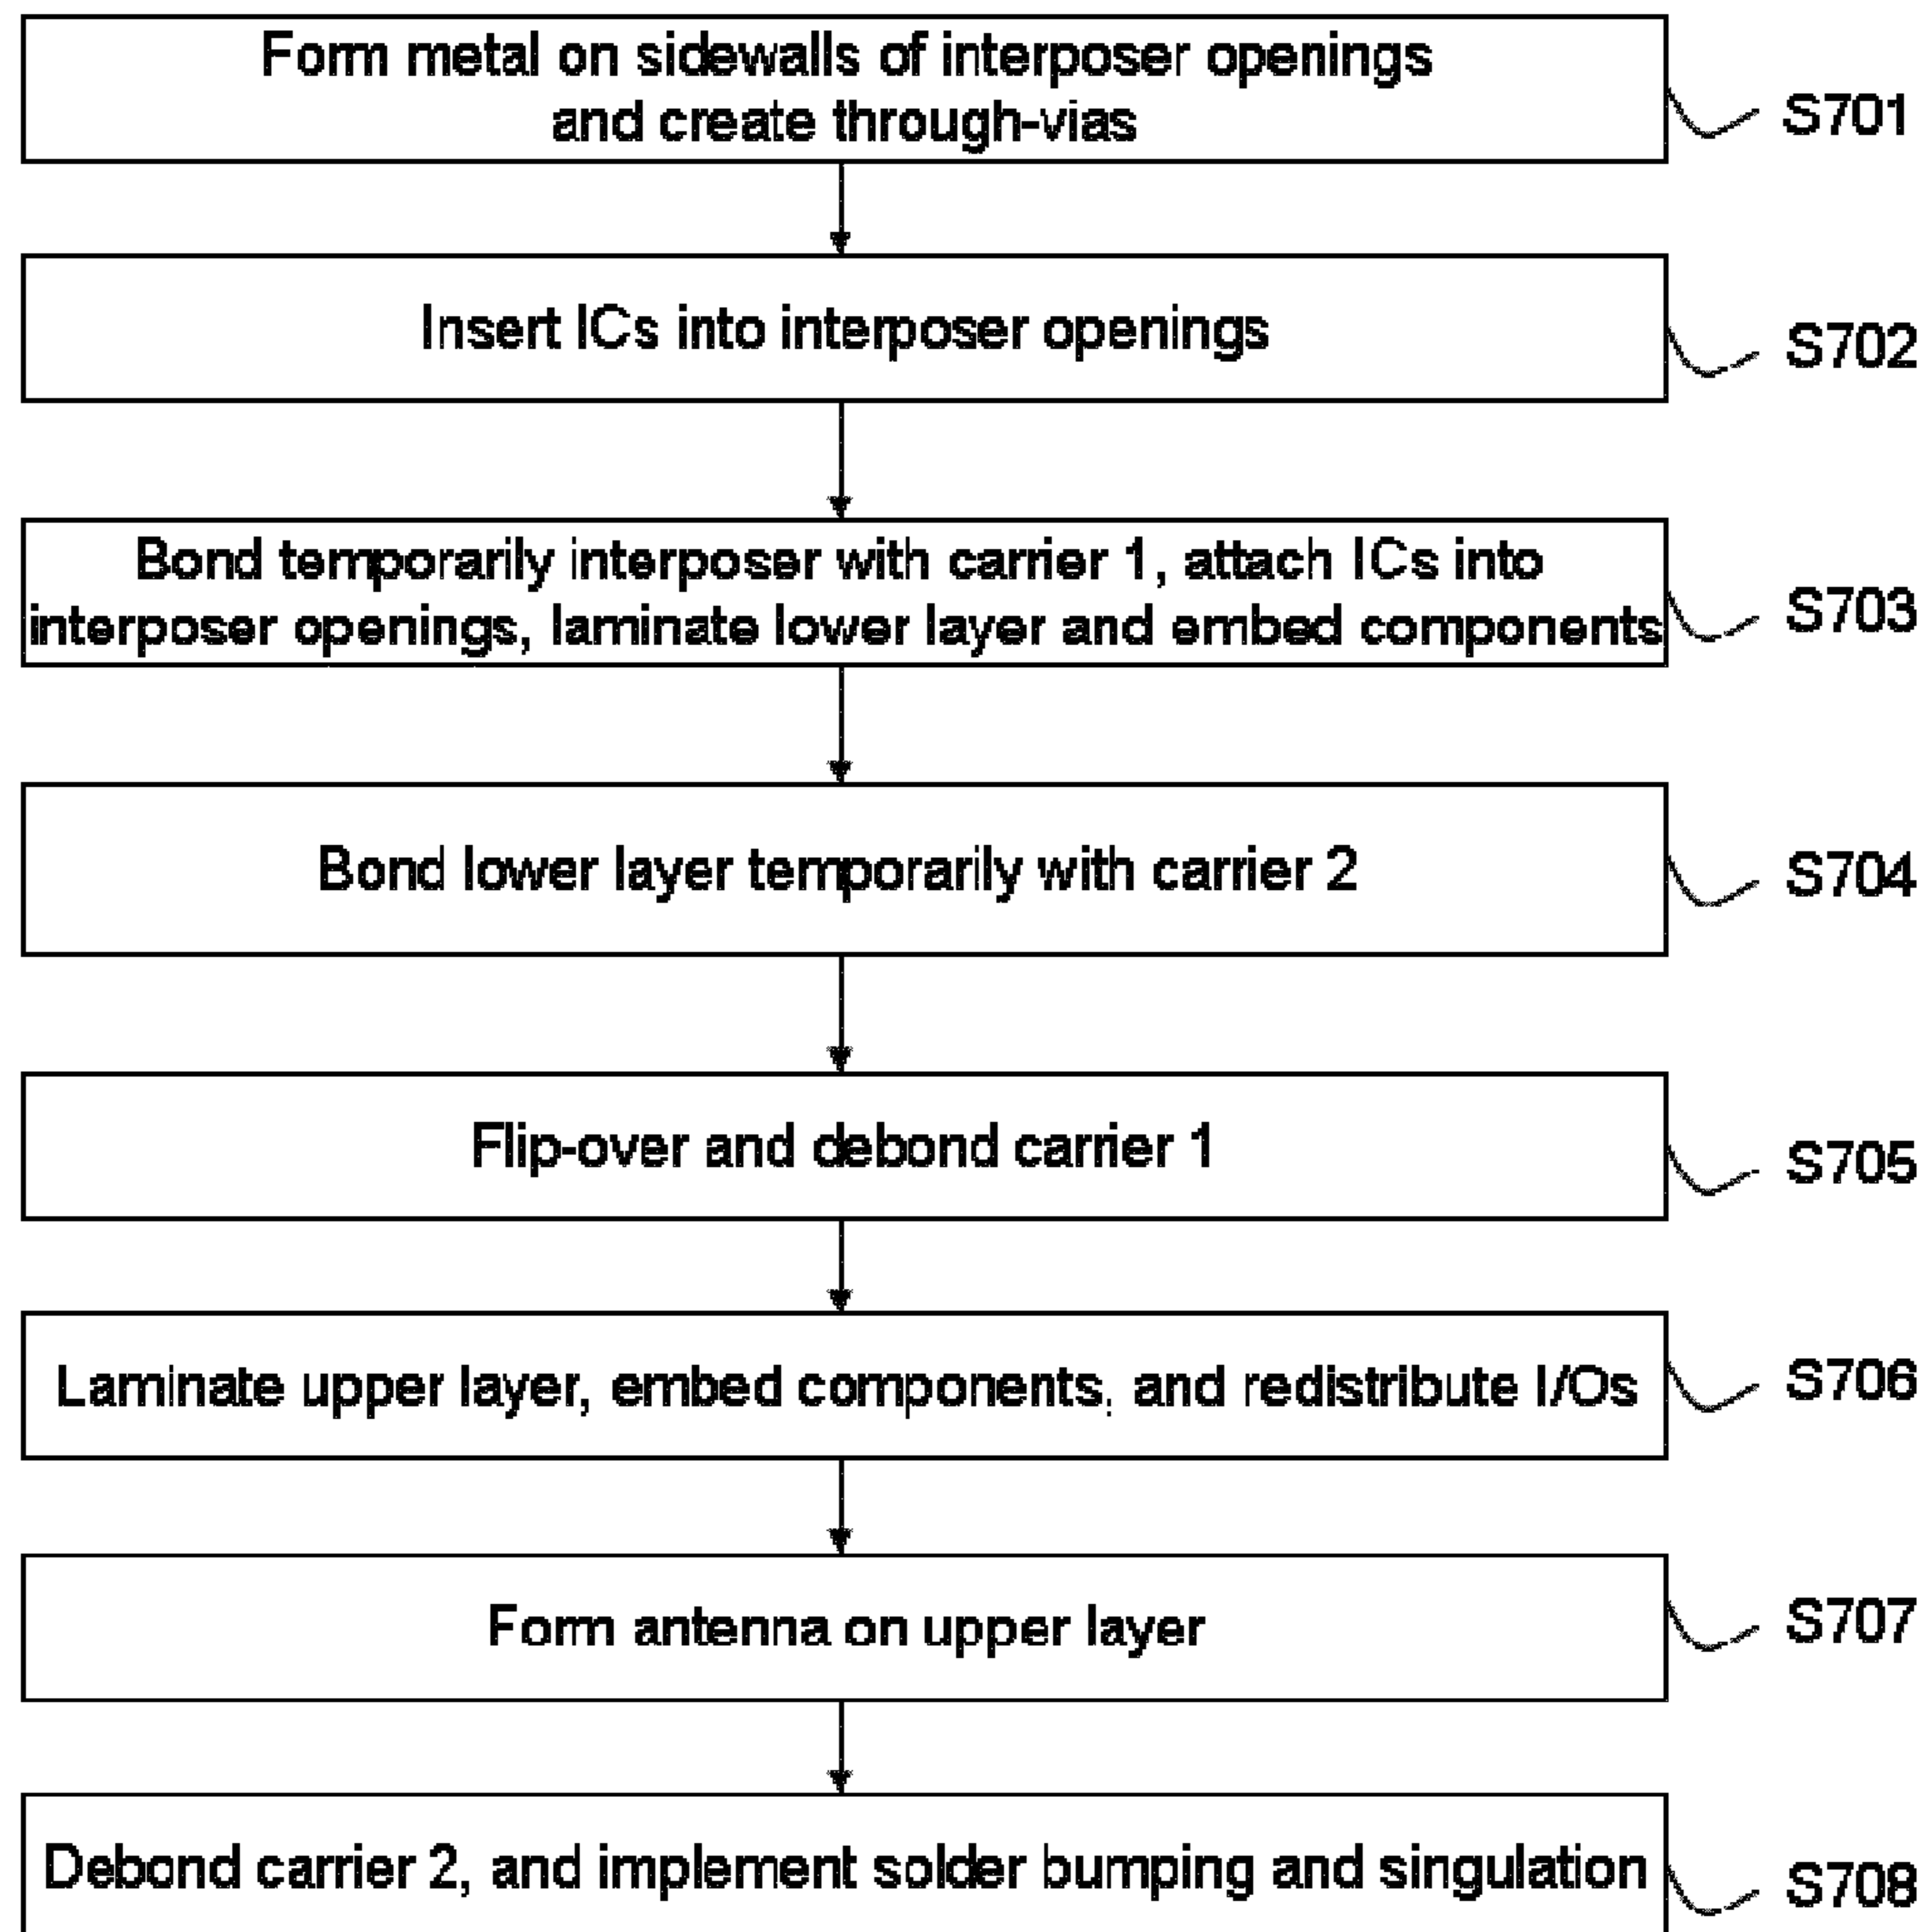 Form metal on sidewalls of interposer openings
and create through-vias
S701
Insert ICs into interposer openings
S702
Bond temporarily interposer with carrier 1, attach ICs into
interposer openings, laminate lower layer and embed components
S703
Bond lower layer temporarily with carrier 2
S704
Flip-over and debond carrier 1
S705
Laminate upper layer, embed components, and redistribute I/Os
S706
Form antenna on upper layer
S707
Debond carrier 2, and implement solder bumping and singulation
S708